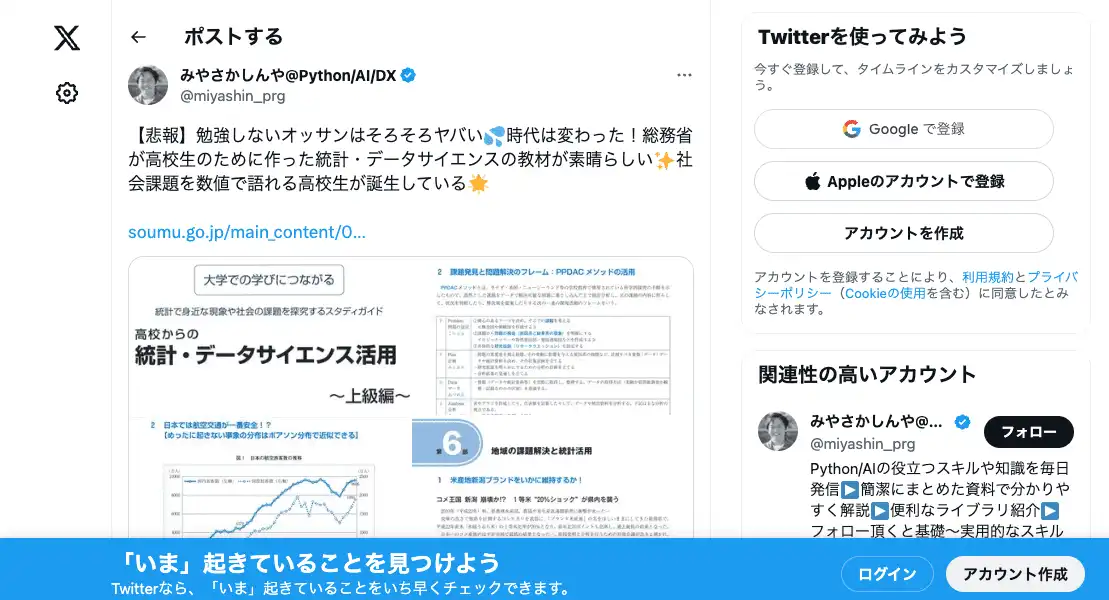 ポストする
みやさかしんや@Python/AI/DX
@miyashin_prg
【悲報】勉強しないオッサンはそろそろヤバい💦時代は変わった！総務省
が高校生のために作った統計・データサイエンスの教材が素晴らしい✨社
会課題を数値で語れる高校生が誕生している🌟
soumu.go.jp/main_content/0...
大学での学びにつながる
統計で身近な現象や社会の課題を探究するスタディガイド
高校からの
統計・データサイエンス活用
～上級編～
2 課題発見と問題解決のフレーム：PPDAC メソッドの活用
2 日本では航空交通が一番安全！？
【めったに起きない事象の分布はポアソン分布で近似できる】
図1 日本の航空旅客数の推移
第6部 地域の課題解決と統計活用
1 米産地新潟ブランドをいかに維持するか！
コメ王国 新潟 崩壊か!? 1等米 "20%ショック" が県内を襲う
Twitterを使ってみよう
今すぐ登録して、タイムラインをカスタマイズしましょ
う。
Google で登録
Appleのアカウントで登録
アカウントを作成
アカウントを登録することにより、利用規約とプライバ
シーポリシー（Cookieの使用を含む）に同意したとみ
なされます。
関連性の高いアカウント
みやさかしんや@...
@miyashin_prg
フォロー
Python/AIの役立つスキルや知識を毎日
発信▶簡潔にまとめた資料で分かりや
すく解説▶便利なライブラリ紹介▶
フォロー頂くと基礎〜実用的なスキル
「いま」起きていることを見つけよう
Twitterなら、「いま」起きていることをいち早くチェックできます。
ログイン
アカウント作成